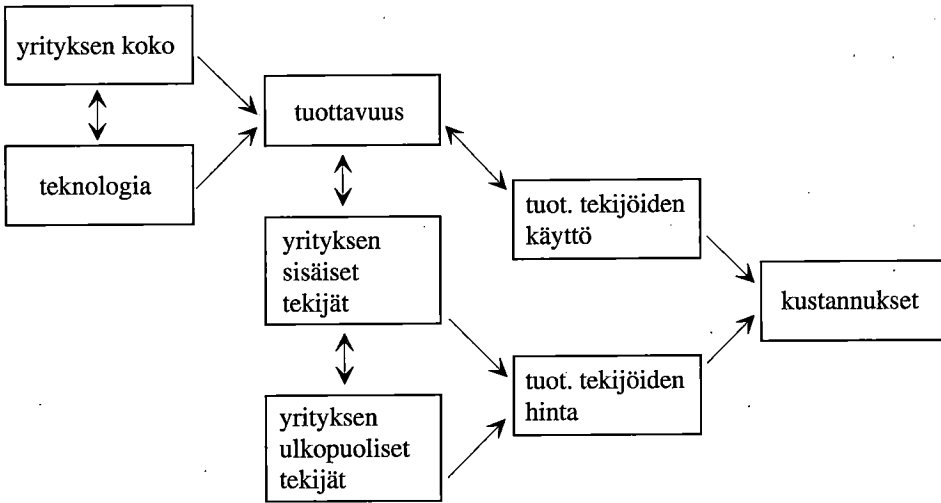 yrityksen koko
teknologia
tuottavuus
yrityksen
sisäiset
tekijät
yrityksen
ulkopuoliset
tekijät
tuot. tekijöiden
käyttö
tuot. tekijöiden
hinta
kustannukset